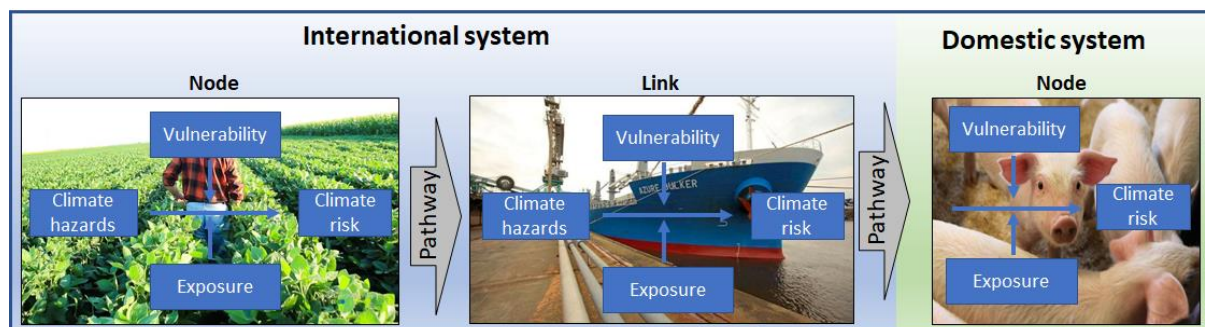 International system
Domestic system
Node
Link
Node
Vulnerability
Climate
hazards
Climate
risk
Exposure
Pathway
Vulnerability
AZURE BULKER
Climate
hazards
Climate
risk
Exposure
Pathway
Vulnerability
Climate
risk
Exposure